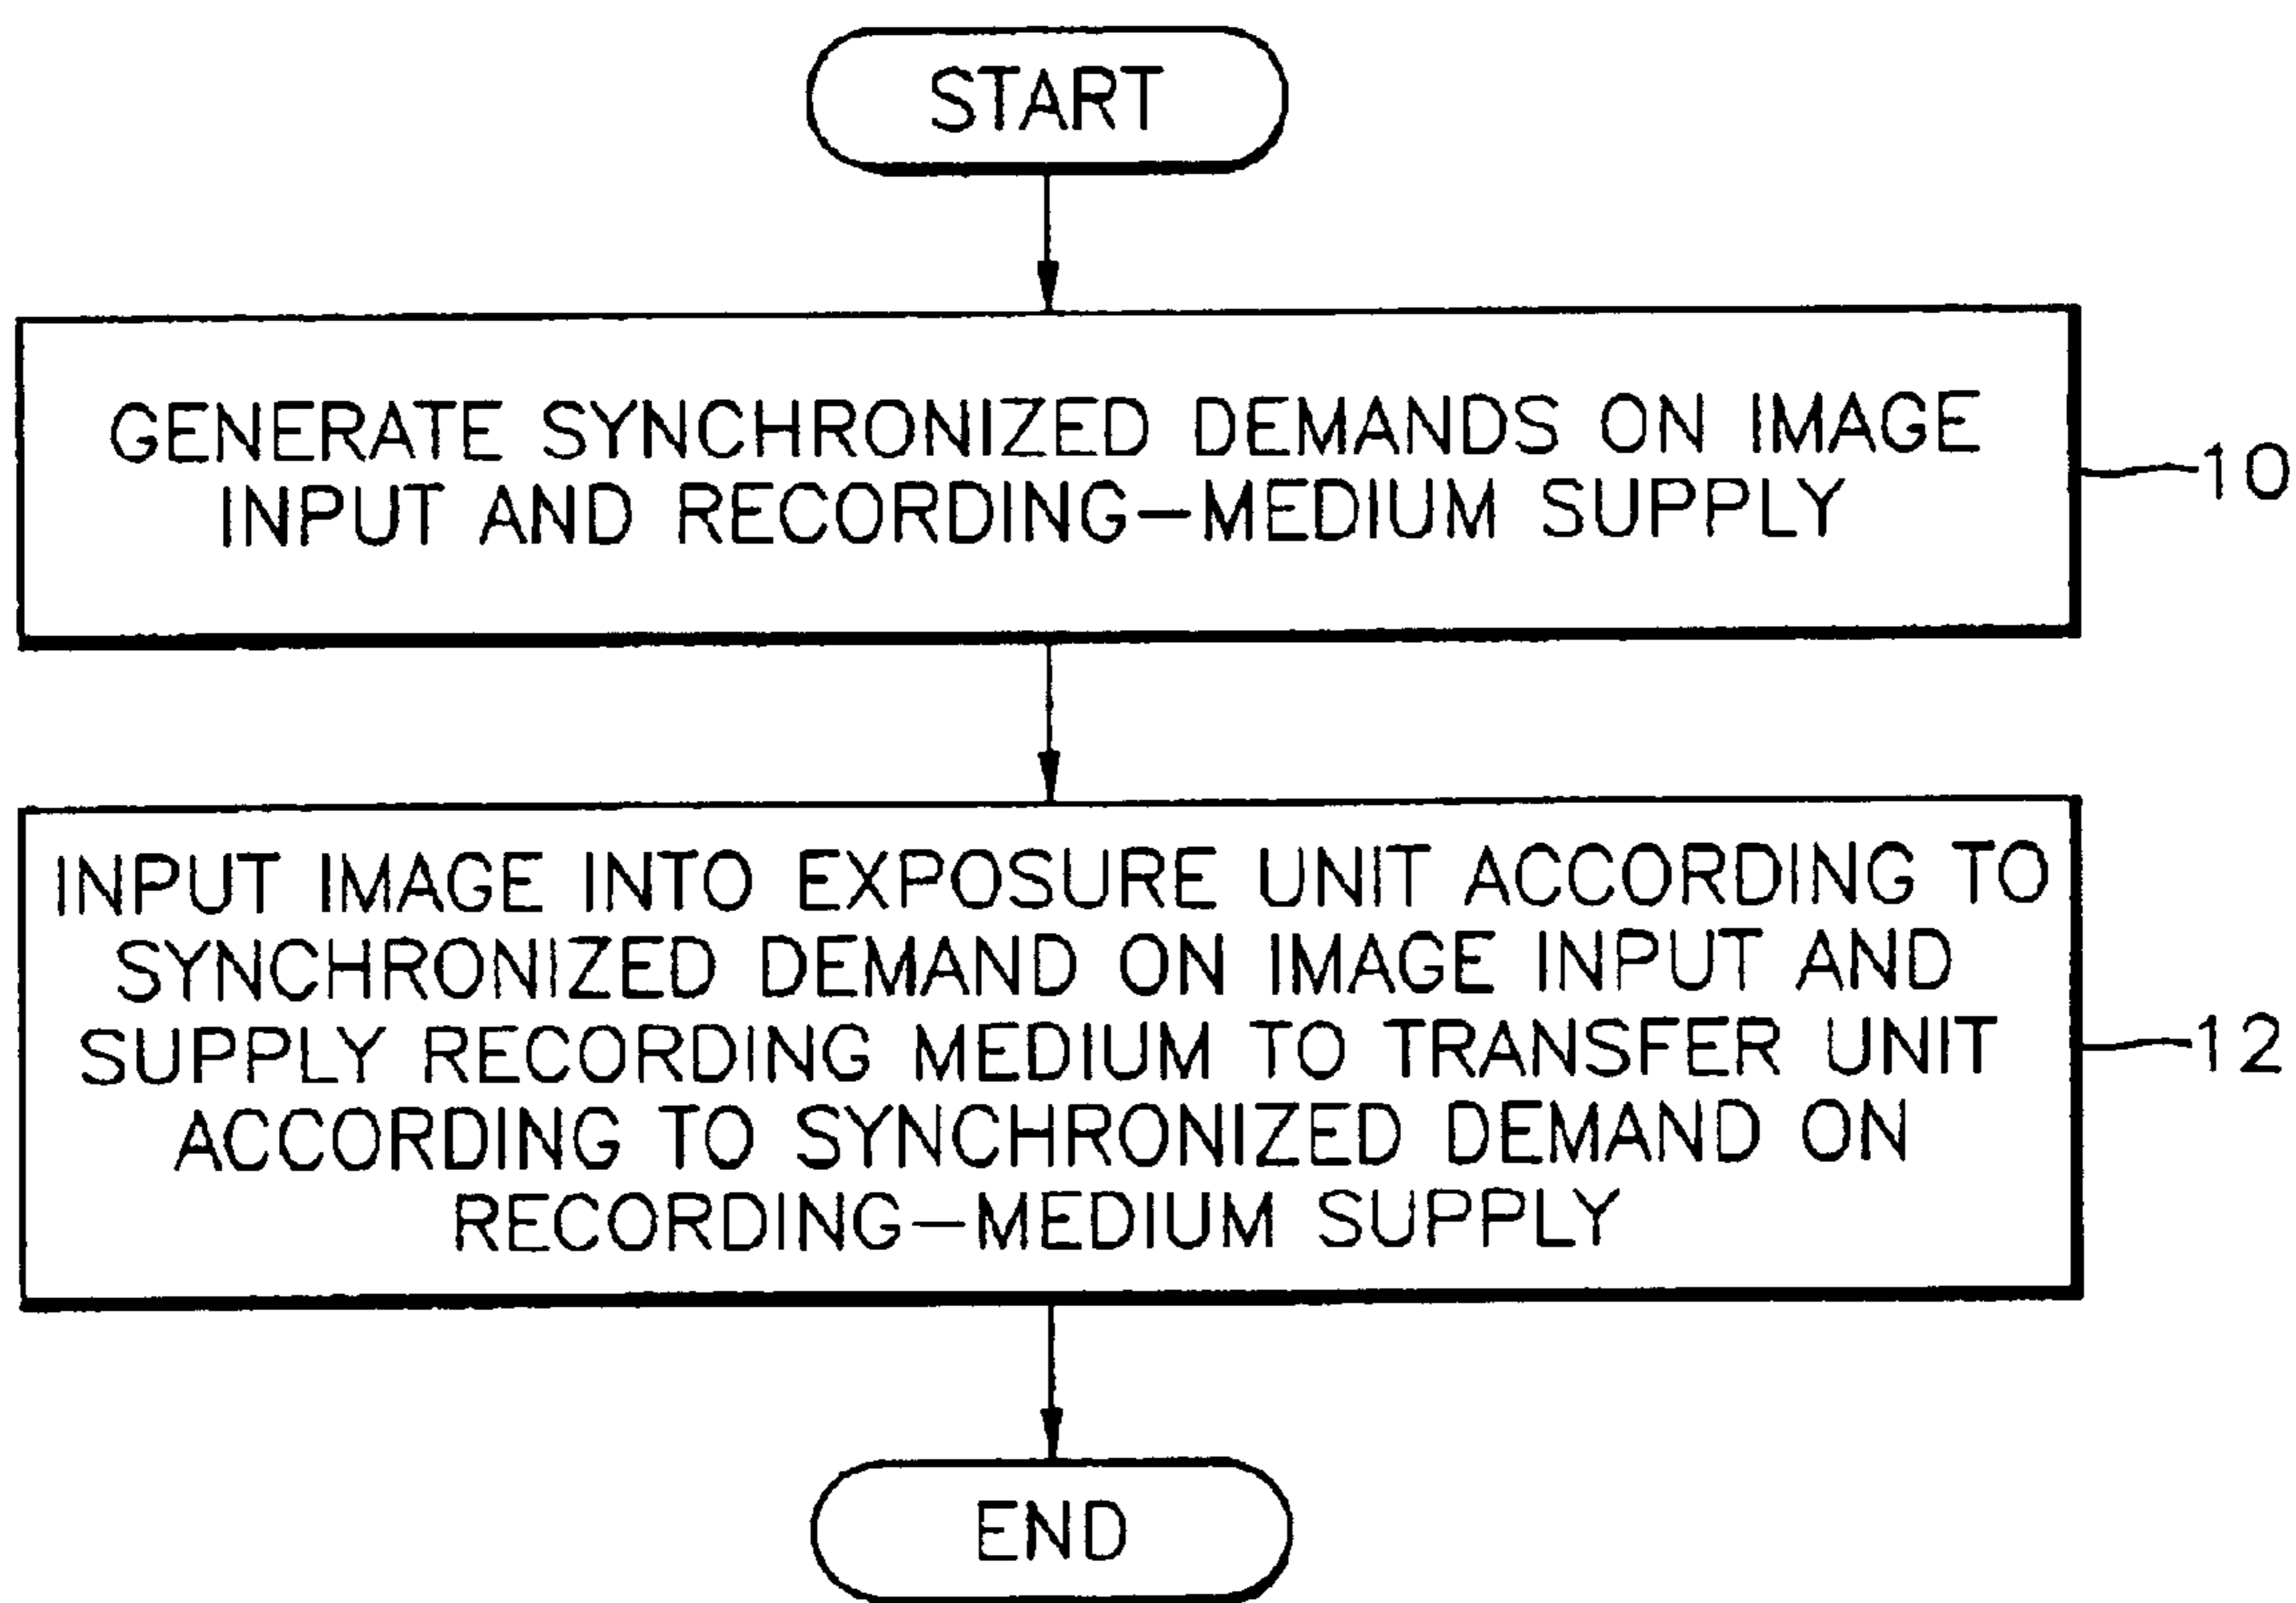 START
GENERATE SYNCHRONIZED DEMANDS ON IMAGE
INPUT AND RECORDING-MEDIUM SUPPLY
10
INPUT IMAGE INTO EXPOSURE UNIT ACCORDING TO
SYNCHRONIZED DEMAND ON IMAGE INPUT AND
SUPPLY RECORDING MEDIUM TO TRANSFER UNIT
ACCORDING TO SYNCHRONIZED DEMAND ON
RECORDING-MEDIUM SUPPLY
12
END